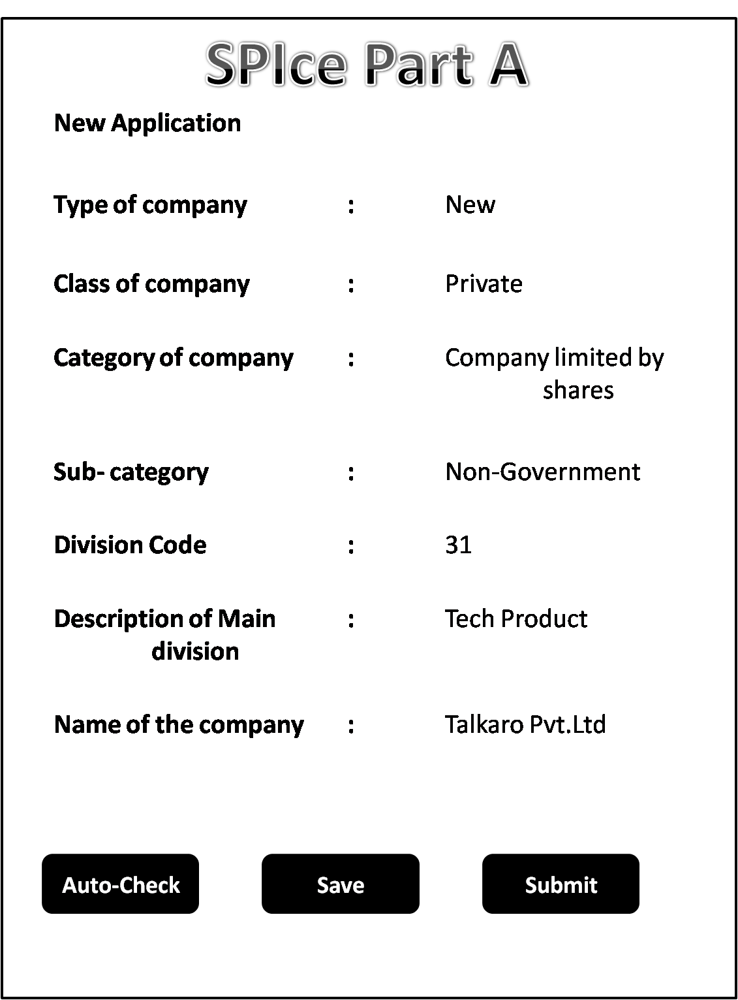 SPIce Part A
New Application
Type of company : New
Class of company : Private
Category of company : Company limited by
shares
Sub- category : Non-Government
Division Code : 31
Description of Main : Tech Product
division
Name of the company : Talkaro Pvt.Ltd
Auto-Check Save Submit